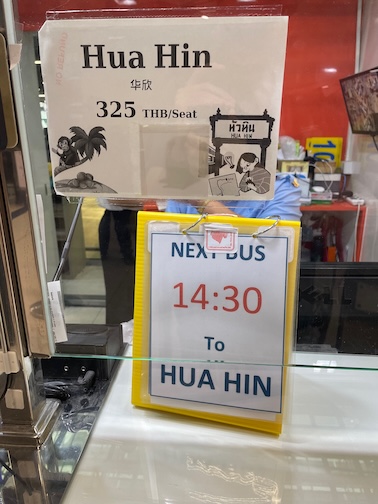 Hua Hin
华欣
325 THB/Seat
หัวหิน
HUA HIN
NEXT BUS
14:30
To
HUA HIN